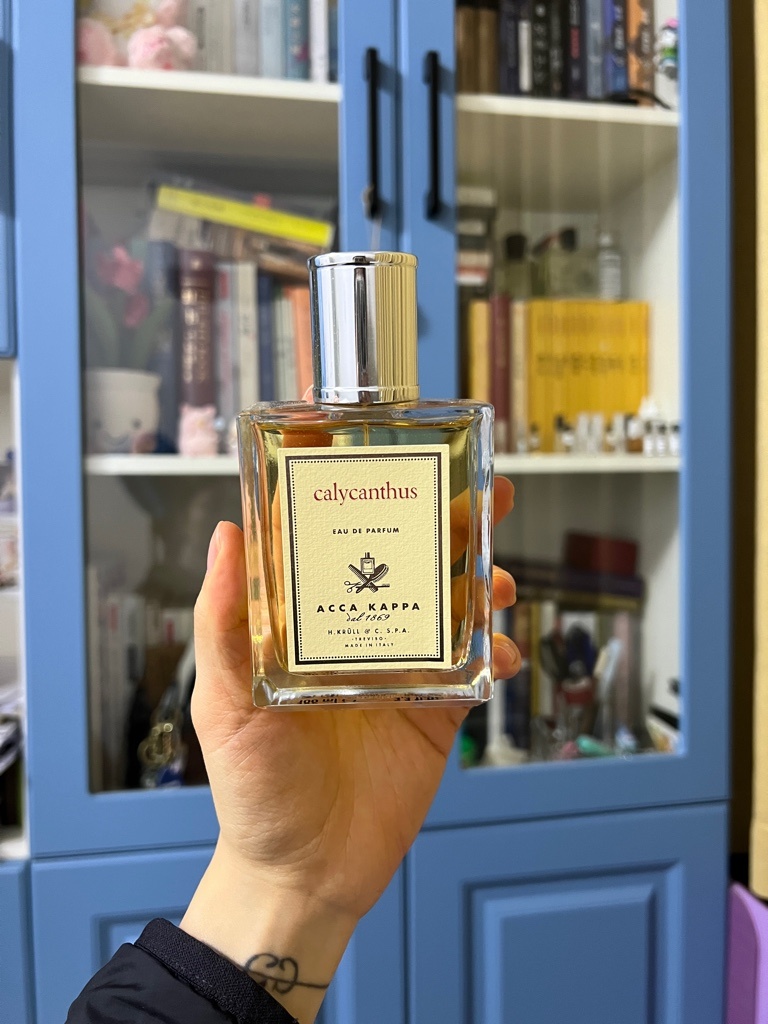 calycanthus
EAU DE PARFUM
ACCA KAPPA
dal 1869
H.KRÜLL & C. S.P.A.
-TREVISO-
MADE IN ITALY